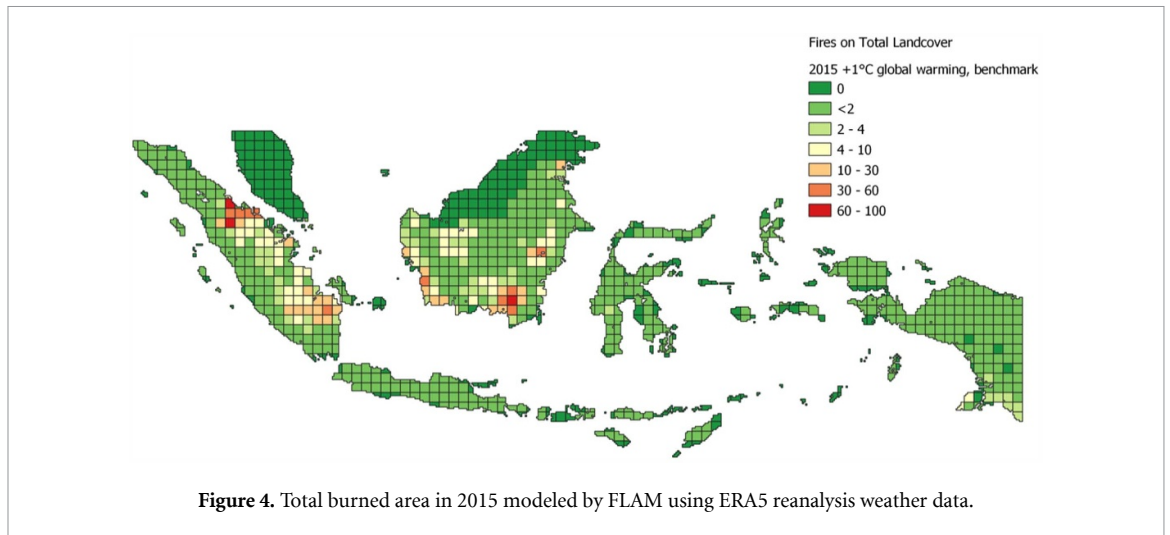 Fires on Total Landcover
2015 +1°C global warming, benchmark
0
<2
2 - 4
4 - 10
10 - 30
30 - 60
60 - 100
Figure 4. Total burned area in 2015 modeled by FLAM using ERA5 reanalysis weather data.